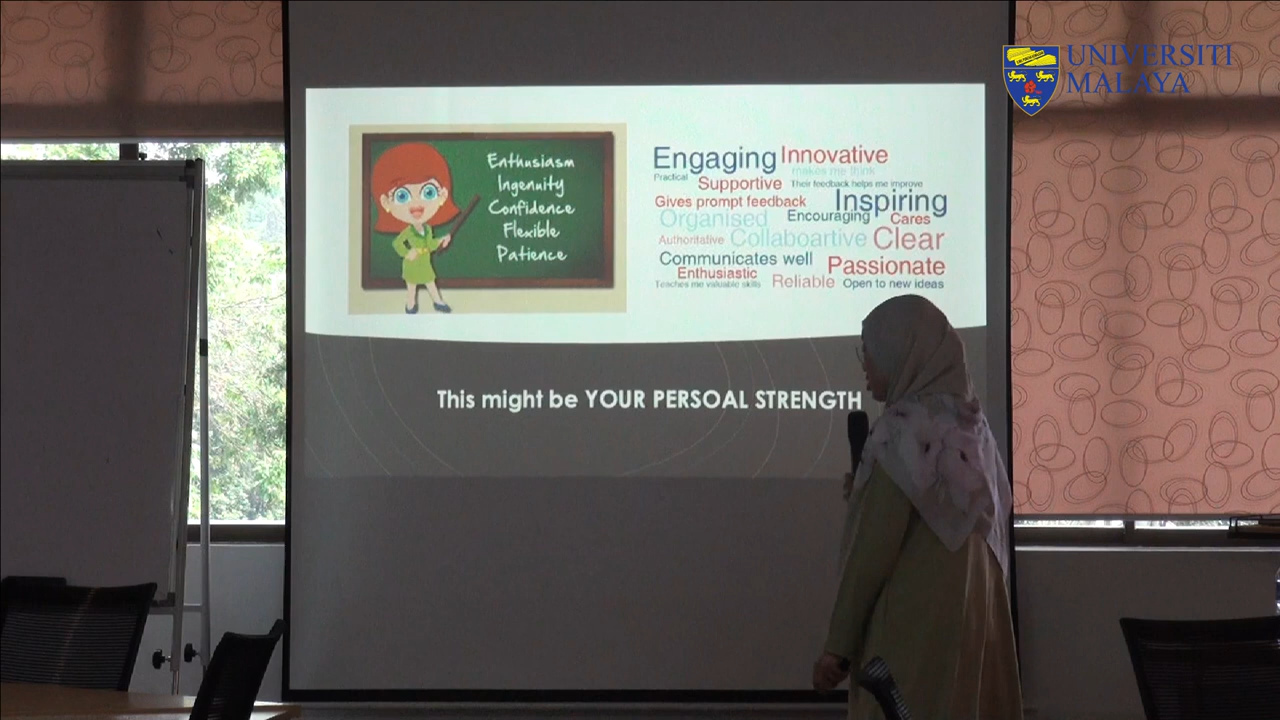 UNIVERSITI
MALAYA
Enthusiasm
Ingenuity
Confidence
Flexible
Patience
Engaging Innovative
Practical makes me think
Supportive Their feedback helps me improve
Gives prompt feedback Inspiring
Organised Encouraging Cares
Authoritative Collaboartive Clear
Communicates well Passionate
Enthusiastic
Teaches me valuable skills Reliable Open to new ideas
This might be YOUR PERSOAL STRENGTH